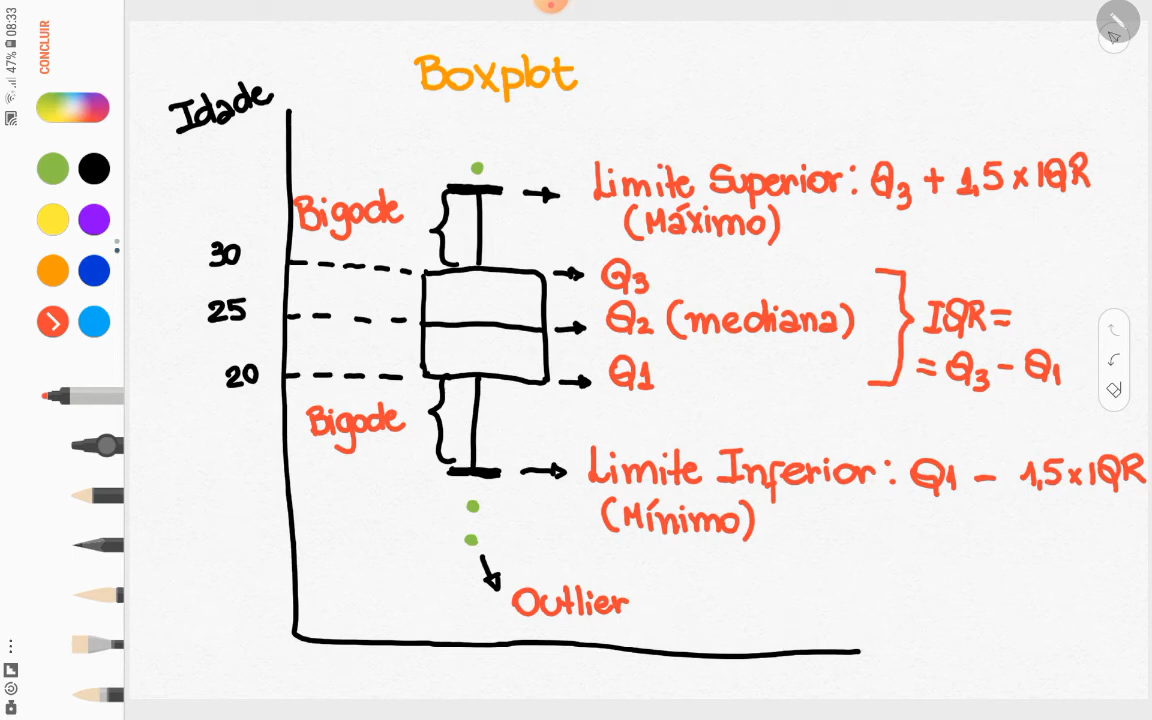 08:33
47%
CONCLUIR
Boxplot
Idade
Limite Superior: Q3 + 1,5 x IQR
(Máximo)
Bigode
30
Q3
25
Q2 (mediana)
IQR =
20
Q1
= Q3 - Q1
Bigode
Limite Inferior: Q1 - 1,5 x IQR
(Mínimo)
Outlier